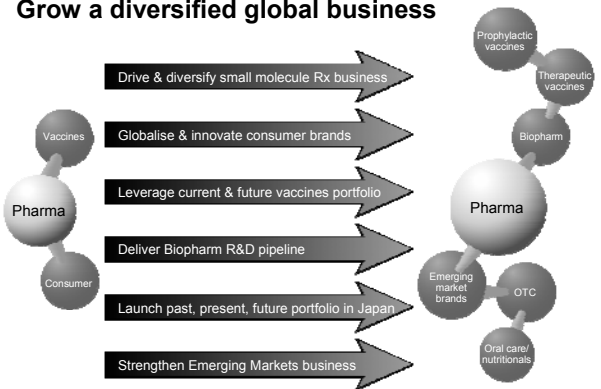 Grow a diversified global business
Vaccines
Pharma
Consumer
Drive & diversify small molecule Rx business
Globalise & innovate consumer brands
Leverage current & future vaccines portfolio
Deliver Biopharm R&D pipeline
Launch past, present, future portfolio in Japan
Strengthen Emerging Markets business
Prophylactic
vaccines
Therapeutic
vaccines
Biopharm
Pharma
Emerging
market
brands
OTC
Oral care/
nutritionals